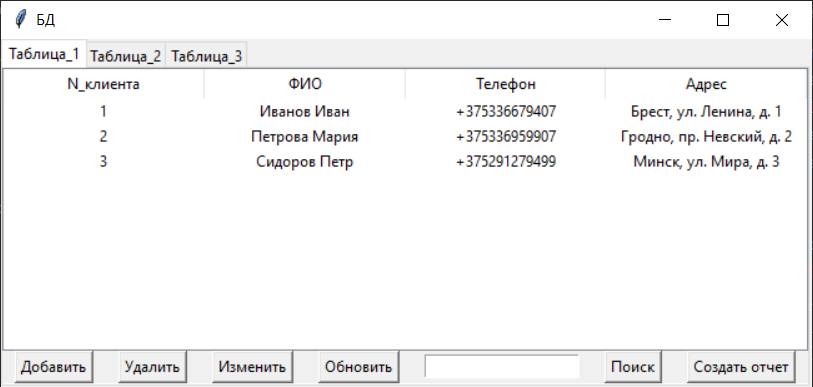 БД
Таблица_1 Таблица_2 Таблица_3
N_клиента ФИО Телефон Адрес
1 Иванов Иван +375336679407 Брест, ул. Ленина, д. 1
2 Петрова Мария +375336959907 Гродно, пр. Невский, д. 2
3 Сидоров Петр +375291279499 Минск, ул. Мира, д. 3
Добавить Удалить Изменить Обновить Поиск Создать отчет